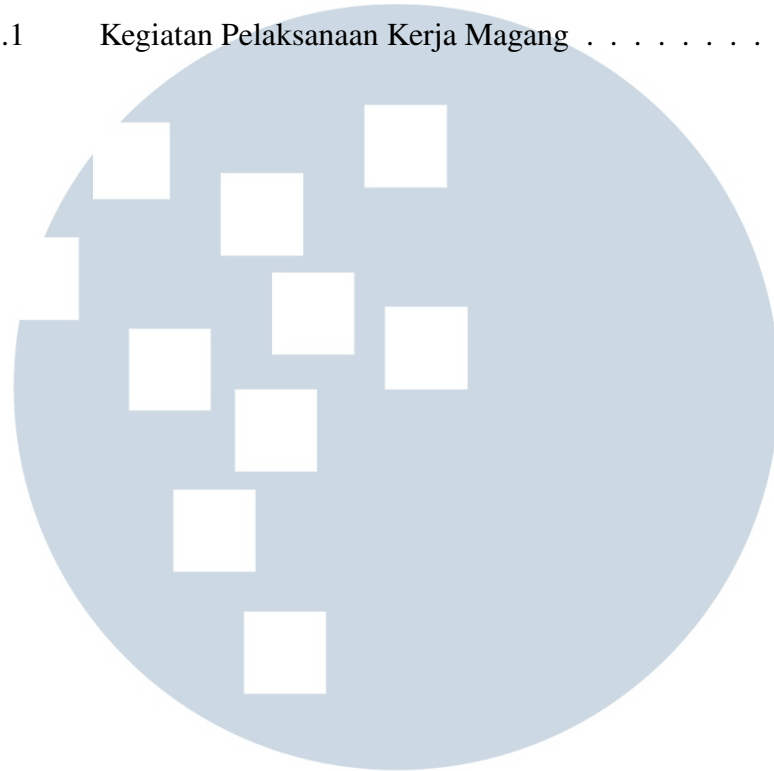 .1 Kegiatan Pelaksanaan Kerja Magang . . . . . . . .